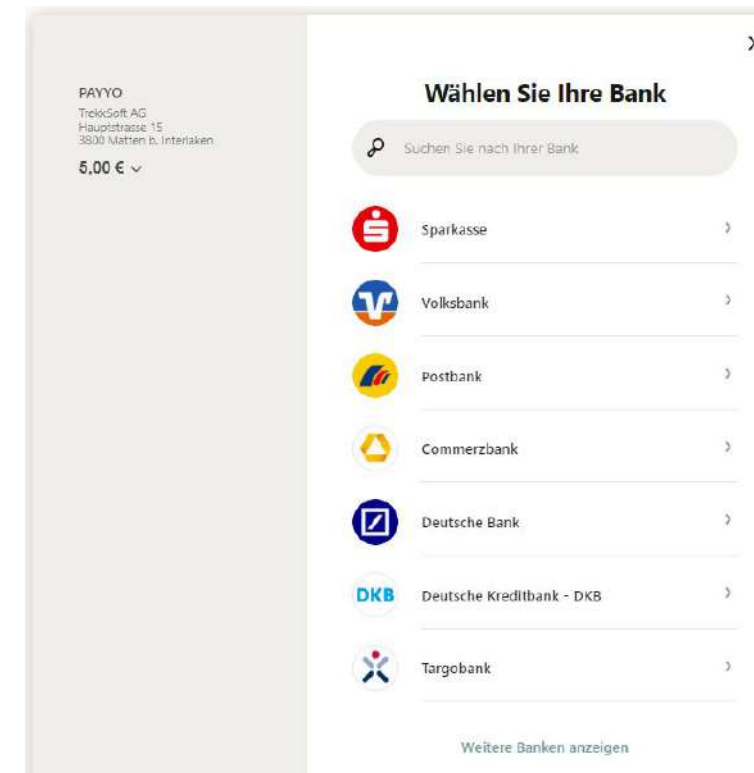 PAYYO
TrekkSoft AG
Hauptstrasse 15
3800 Matten b. Interlaken
5,00 €
Wählen Sie Ihre Bank
Suchen Sie nach Ihrer Bank
Sparkasse
Volksbank
Postbank
Commerzbank
Deutsche Bank
DKB
Deutsche Kreditbank - DKB
Targobank
Weitere Banken anzeigen